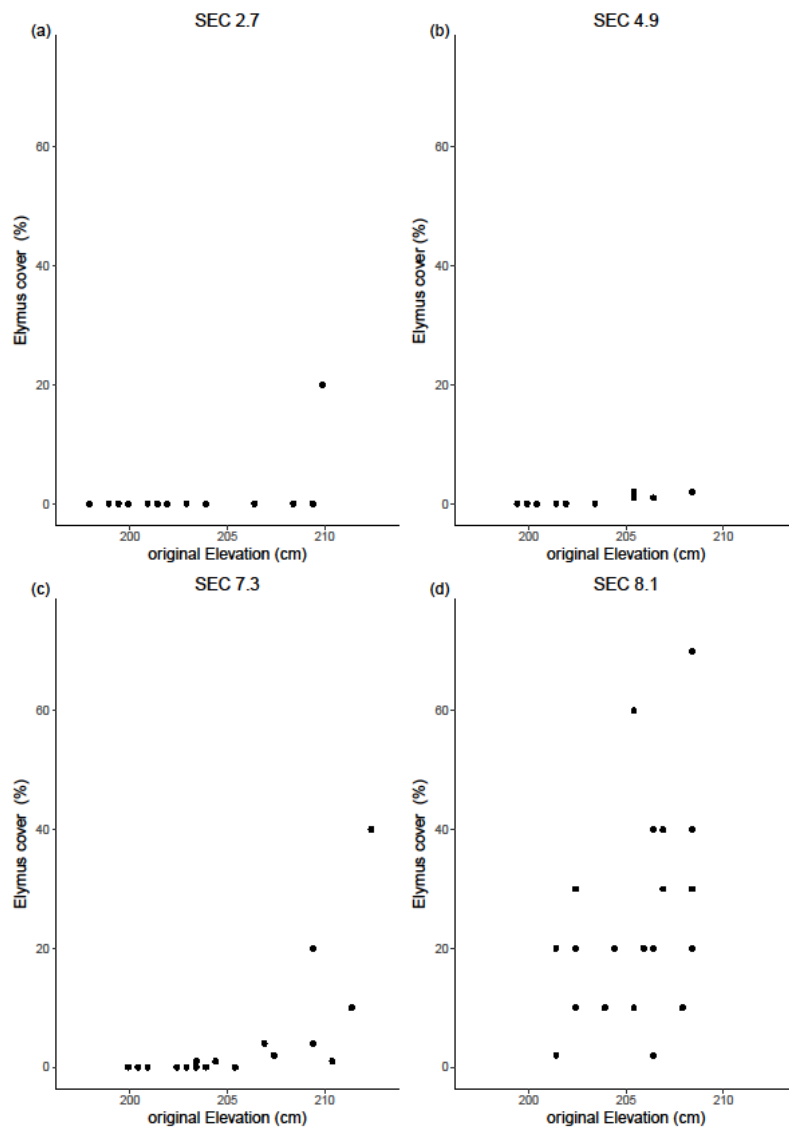 (a) SEC 2.7
Elymus cover (%)
60
40
20
0
200 205 210
original Elevation (cm)
(b) SEC 4.9
Elymus cover (%)
60
40
20
0
200 205 210
original Elevation (cm)
(c) SEC 7.3
Elymus cover (%)
60
40
20
0
200 205 210
original Elevation (cm)
(d) SEC 8.1
Elymus cover (%)
60
40
20
0
200 205 210
original Elevation (cm)